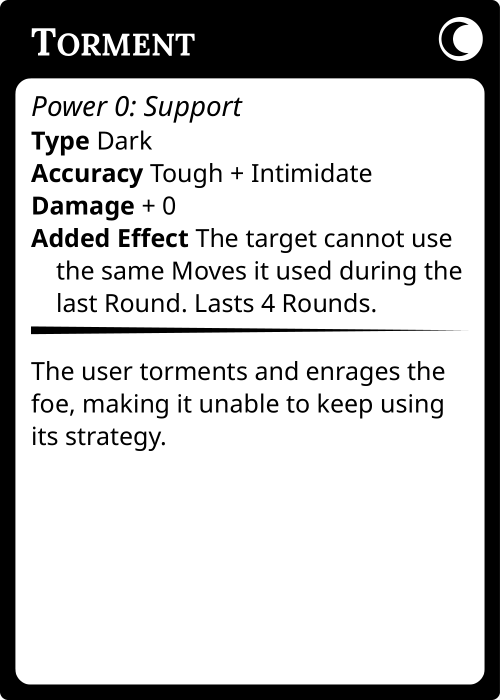 Torment
Power 0: Support
Type Dark
Accuracy Tough + Intimidate
Damage + 0
Added Effect The target cannot use
the same Moves it used during the
last Round. Lasts 4 Rounds.
The user torments and enrages the
foe, making it unable to keep using
its strategy.